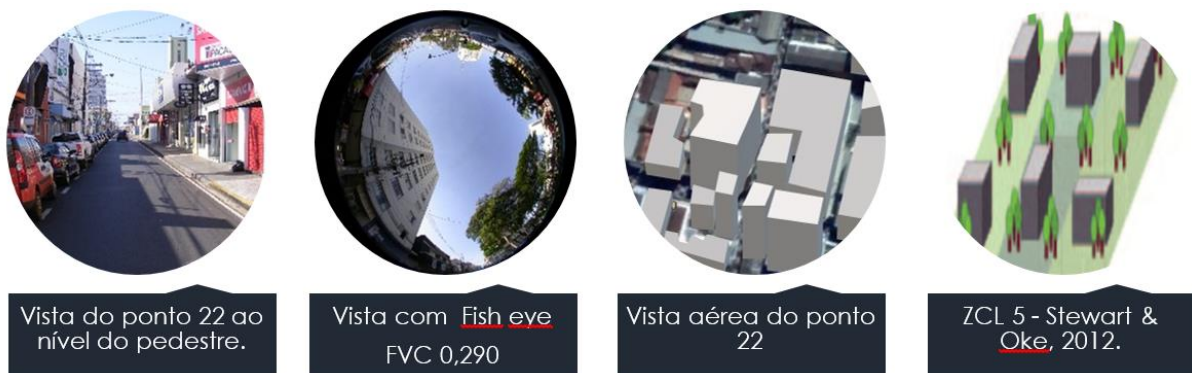 Vista do ponto 22 ao
nível do pedestre.
Vista com Fish eye
FVC 0,290
Vista aérea do ponto
22
ZCL 5 - Stewart &
Oke, 2012.